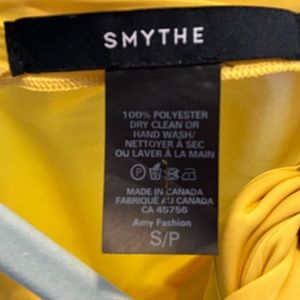 SMYTHE
100% POLYESTER
DRY CLEAN OR
HAND WASH/
NETTOYER À SEC
OU LAVER À LA MAIN
MADE IN CANADA
FABRIQUÉ AU CANADA
CA 45756
Amy Fashion
S/P